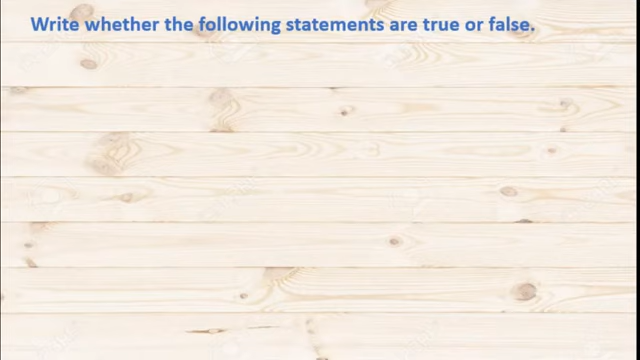 Write whether the following statements are true or false.